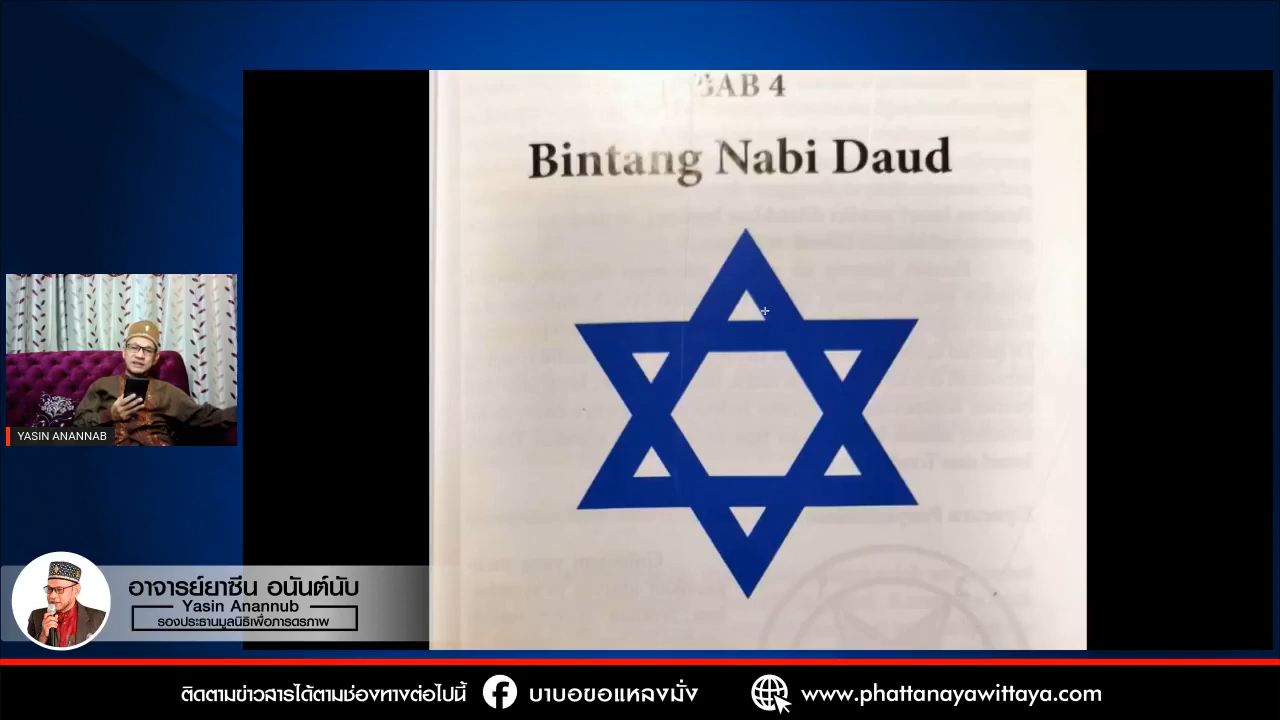 BAB 4
Bintang Nabi Daud
YASIN ANANNAB
อาจารย์ยาซีน อนันต์นับ
Yasin Anannub
รองประธานมูลนิธิเพื่อการดรภาพ
ติดตามข่าวสารได้ตามช่องทางต่อไปนี้
บาบอขอแหลงมั่ง
www.phattanayawittaya.com